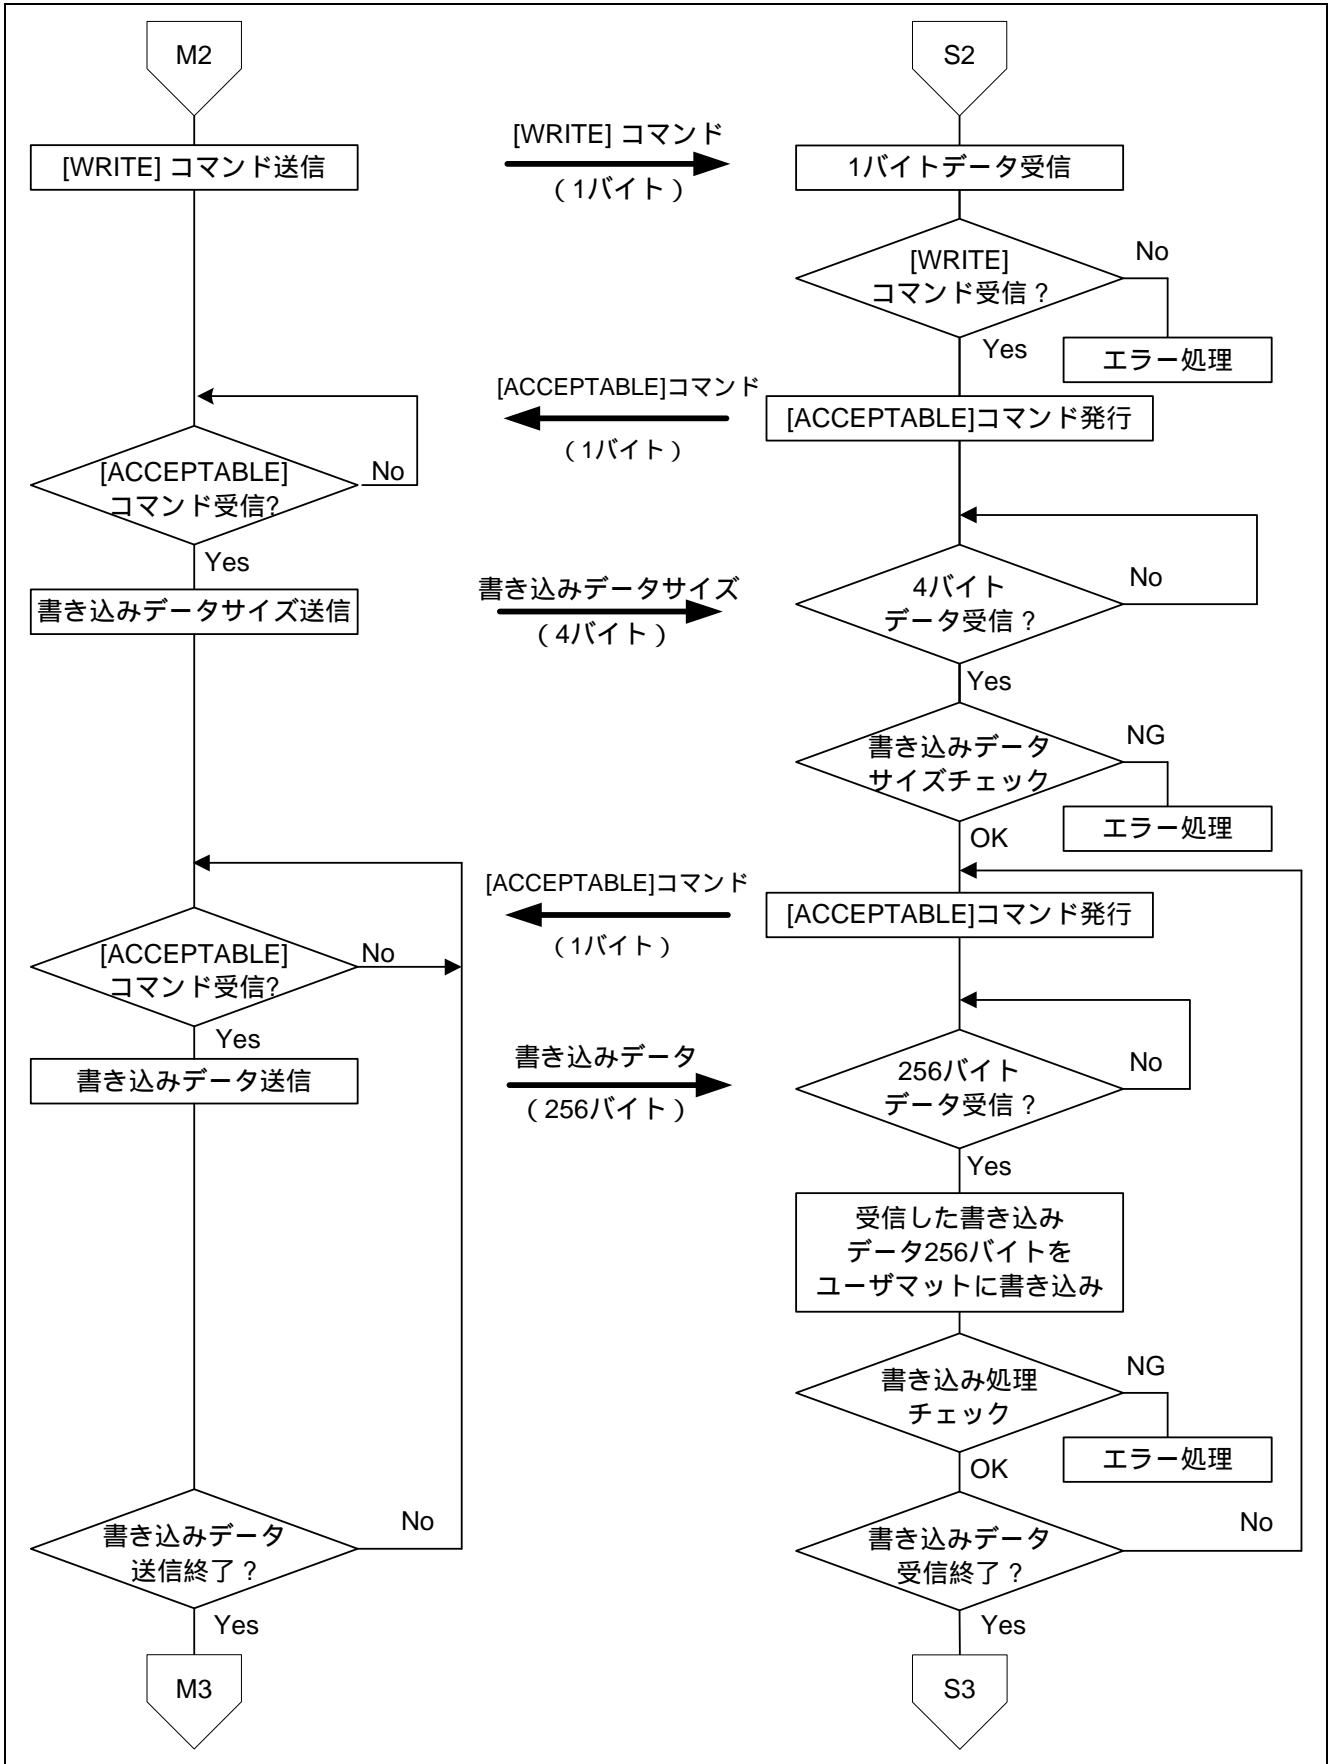 M2
S2
[WRITE] コマンド
[WRITE] コマンド送信
1バイトデータ受信
(1バイト)
[WRITE]
コマンド受信?
No
Yes
エラー処理
[ACCEPTABLE]コマンド
[ACCEPTABLE]コマンド発行
(1バイト)
[ACCEPTABLE]
コマンド受信?
No
Yes
書き込みデータサイズ送信
書き込みデータサイズ
(4バイト)
4バイト
データ受信?
No
Yes
書き込みデータ
サイズチェック
NG
エラー処理
OK
[ACCEPTABLE]コマンド
[ACCEPTABLE]コマンド発行
(1バイト)
[ACCEPTABLE]
コマンド受信?
No
Yes
書き込みデータ送信
書き込みデータ
(256バイト)
256バイト
データ受信?
No
Yes
受信した書き込み
データ256バイトを
ユーザマットに書き込み
書き込み処理
チェック
NG
エラー処理
OK
書き込みデータ
送信終了?
No
Yes
書き込みデータ
受信終了?
No
Yes
M3
S3